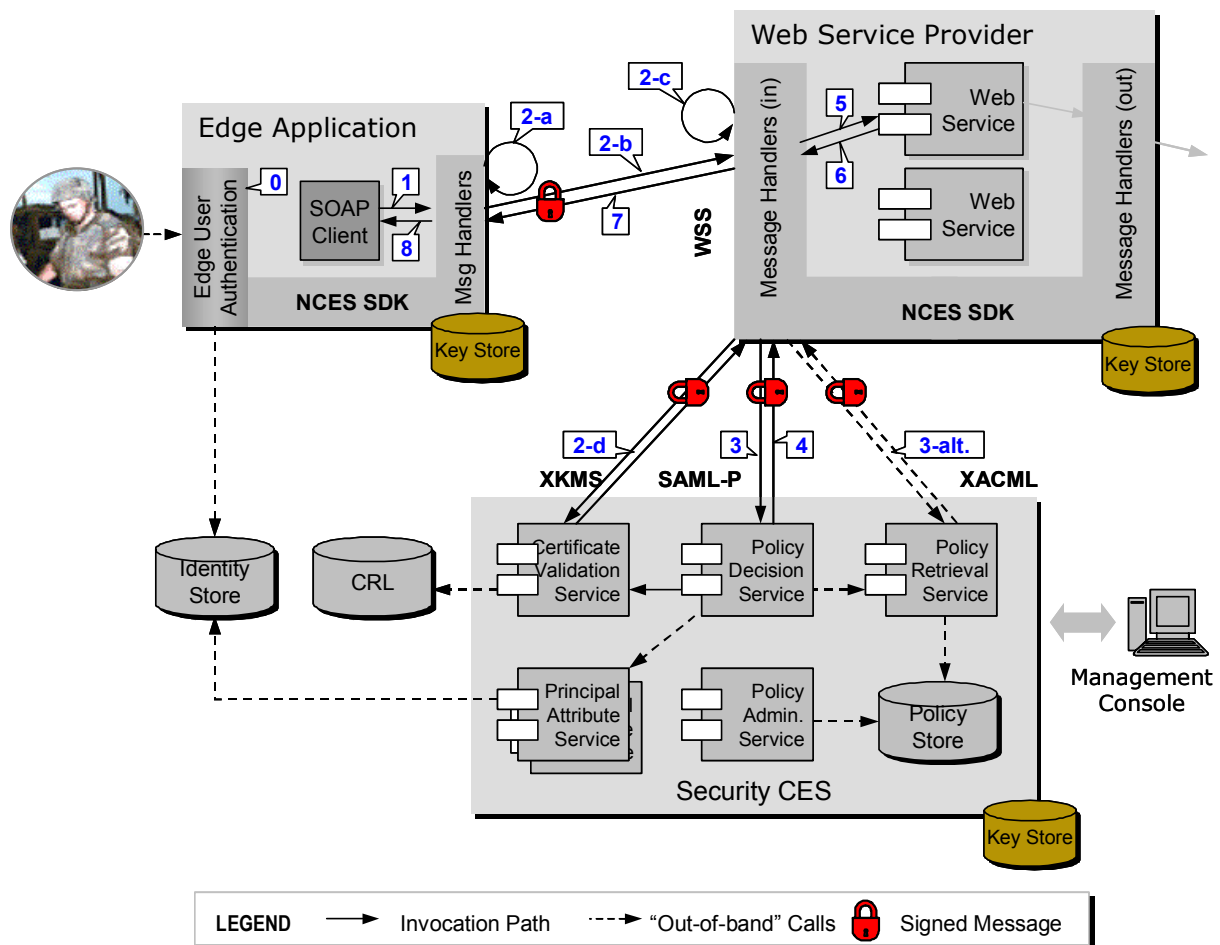 Web Service Provider
2-c
Message Handlers (in)
5
6
Web
Service
Web
Service
Message Handlers (out)
NCES SDK
Key Store
Edge Application
2-a
2-b
0
Edge User
Authentication
SOAP
Client
1
8
Msg Handlers
NCES SDK
Key Store
7
WSS
2-d
3
4
3-alt.
XKMS
SAML-P
XACML
Identity
Store
CRL
Certificate
Validation
Service
Policy
Decision
Service
Policy
Retrieval
Service
Principal
Attribute
Service
Policy
Admin.
Service
Policy
Store
Security CES
Key Store
Management
Console
LEGEND
Invocation Path
“Out-of-band” Calls
Signed Message